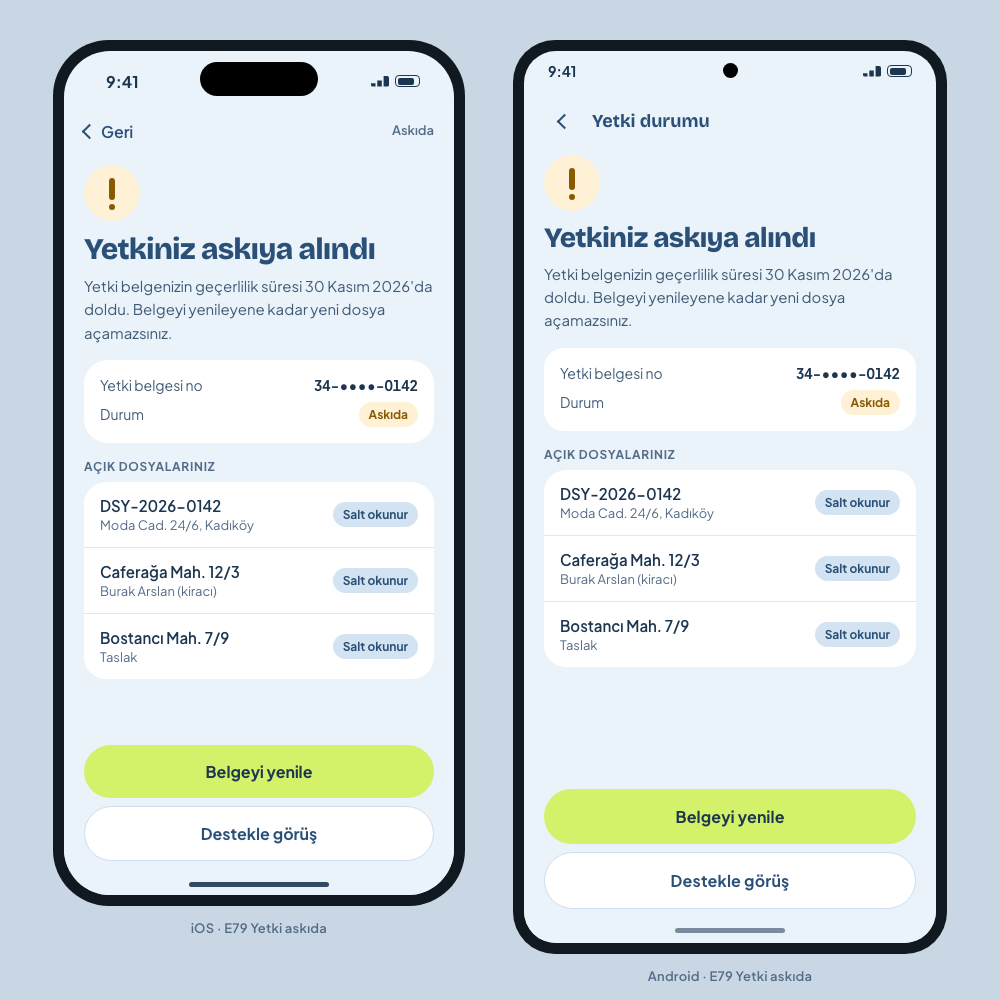 9:41
Geri
Askıda
Yetkiniz askıya alındı
Yetki belgenizin geçerlilik süresi 30 Kasım 2026'da
doldu. Belgeyi yenileyene kadar yeni dosya
açamazsınız.
Yetki belgesi no
34-••••-0142
Durum
Askıda
AÇIK DOSYALARINIZ
DSY-2026-0142
Moda Cad. 24/6, Kadıköy
Salt okunur
Caferağa Mah. 12/3
Burak Arslan (kiracı)
Salt okunur
Bostancı Mah. 7/9
Taslak
Salt okunur
Belgeyi yenile
Destekle görüş
iOS · E79 Yetki askıda
9:41
Yetki durumu
Yetkiniz askıya alındı
Yetki belgenizin geçerlilik süresi 30 Kasım 2026'da
doldu. Belgeyi yenileyene kadar yeni dosya
açamazsınız.
Yetki belgesi no
34-••••-0142
Durum
Askıda
AÇIK DOSYALARINIZ
DSY-2026-0142
Moda Cad. 24/6, Kadıköy
Salt okunur
Caferağa Mah. 12/3
Burak Arslan (kiracı)
Salt okunur
Bostancı Mah. 7/9
Taslak
Salt okunur
Belgeyi yenile
Destekle görüş
Android · E79 Yetki askıda